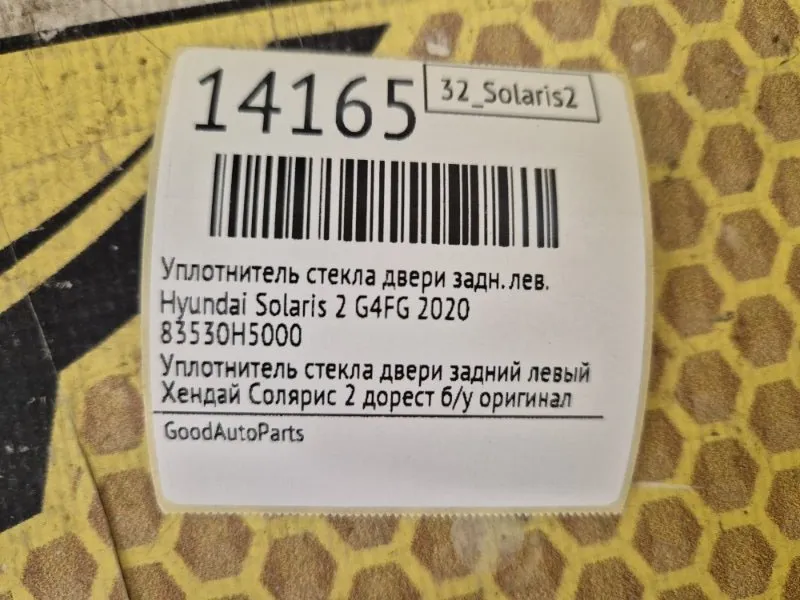 14165
32_Solaris2
Уплотнитель стекла двери задн.лев.
Hyundai Solaris 2 G4FG 2020
83530H5000
Уплотнитель стекла двери задний левый
Хендай Солярис 2 дорест б/у оригинал
GoodAutoParts